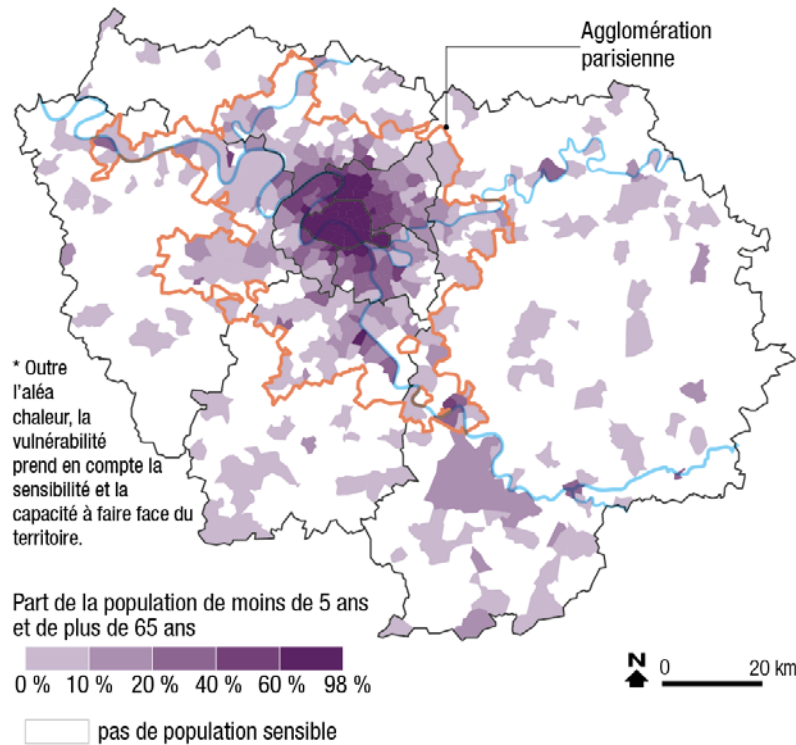 Agglomération
parisienne
* Outre
l'aléa
chaleur, la
vulnérabilité
prend en compte la
sensibilité et la
capacité à faire face du
territoire.
Part de la population de moins de 5 ans
et de plus de 65 ans
0 % 10 % 20 % 40 % 60 % 98 %
pas de population sensible
N 0 20 km